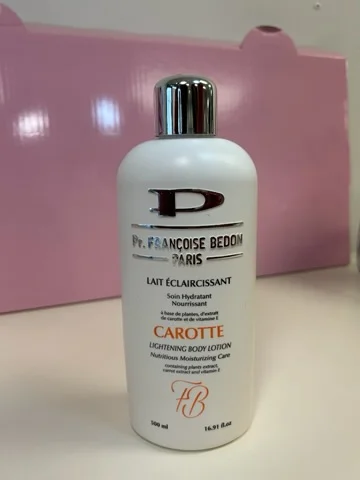 P
Pr. FRANÇOISE BEDON
PARIS
LAIT ÉCLAIRCISSANT
Soin Hydratant
Nourrissant
à base de plantes, d'extrait
de carotte et de vitamine E
CAROTTE
LIGHTENING BODY LOTION
Nutritious Moisturizing Care
containing plants extract,
carrot extract and vitamin E
FB
500 ml 16.91 fl.oz